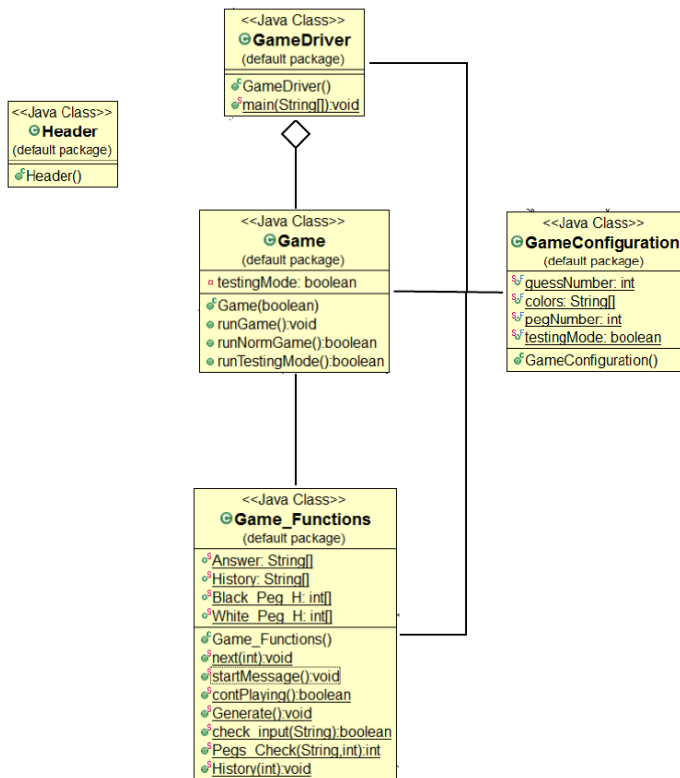 <<Java Class>>
GameDriver
(default package)
GameDriver()
main(String[]):void
<<Java Class>>
Header
(default package)
Header()
<<Java Class>>
Game
(default package)
testingMode: boolean
Game(boolean)
runGame():void
runNormGame():boolean
runTestingMode():boolean
<<Java Class>>
GameConfiguration
(default package)
guessNumber: int
colors: String[]
pegNumber: int
testingMode: boolean
GameConfiguration()
<<Java Class>>
Game_Functions
(default package)
Answer: String[]
History: String[]
Black_Peg_H: int[]
White_Peg_H: int[]
Game_Functions()
next(int):void
startMessage():void
contPlaying():boolean
Generate():void
check_input(String):boolean
Pegs_Check(String,int):int
History(int):void